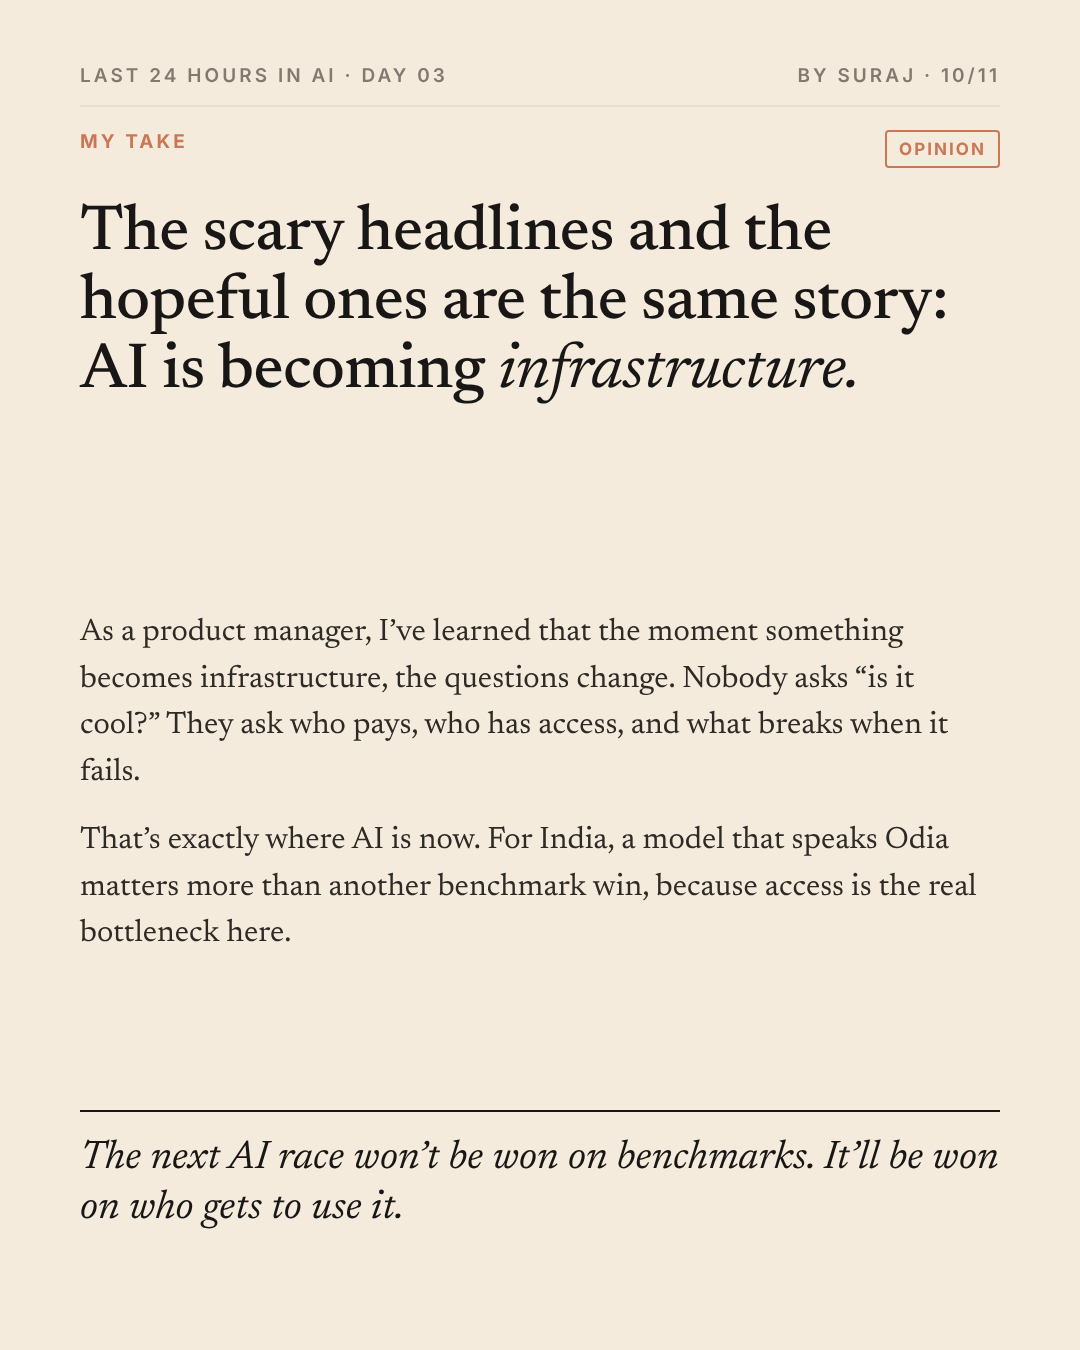 LAST 24 HOURS IN AI · DAY 03
BY SURAJ · 10/11
MY TAKE
OPINION
The scary headlines and the
hopeful ones are the same story:
AI is becoming infrastructure.
As a product manager, I’ve learned that the moment something
becomes infrastructure, the questions change. Nobody asks “is it
cool?” They ask who pays, who has access, and what breaks when it
fails.
That’s exactly where AI is now. For India, a model that speaks Odia
matters more than another benchmark win, because access is the real
bottleneck here.
The next AI race won’t be won on benchmarks. It’ll be won
on who gets to use it.